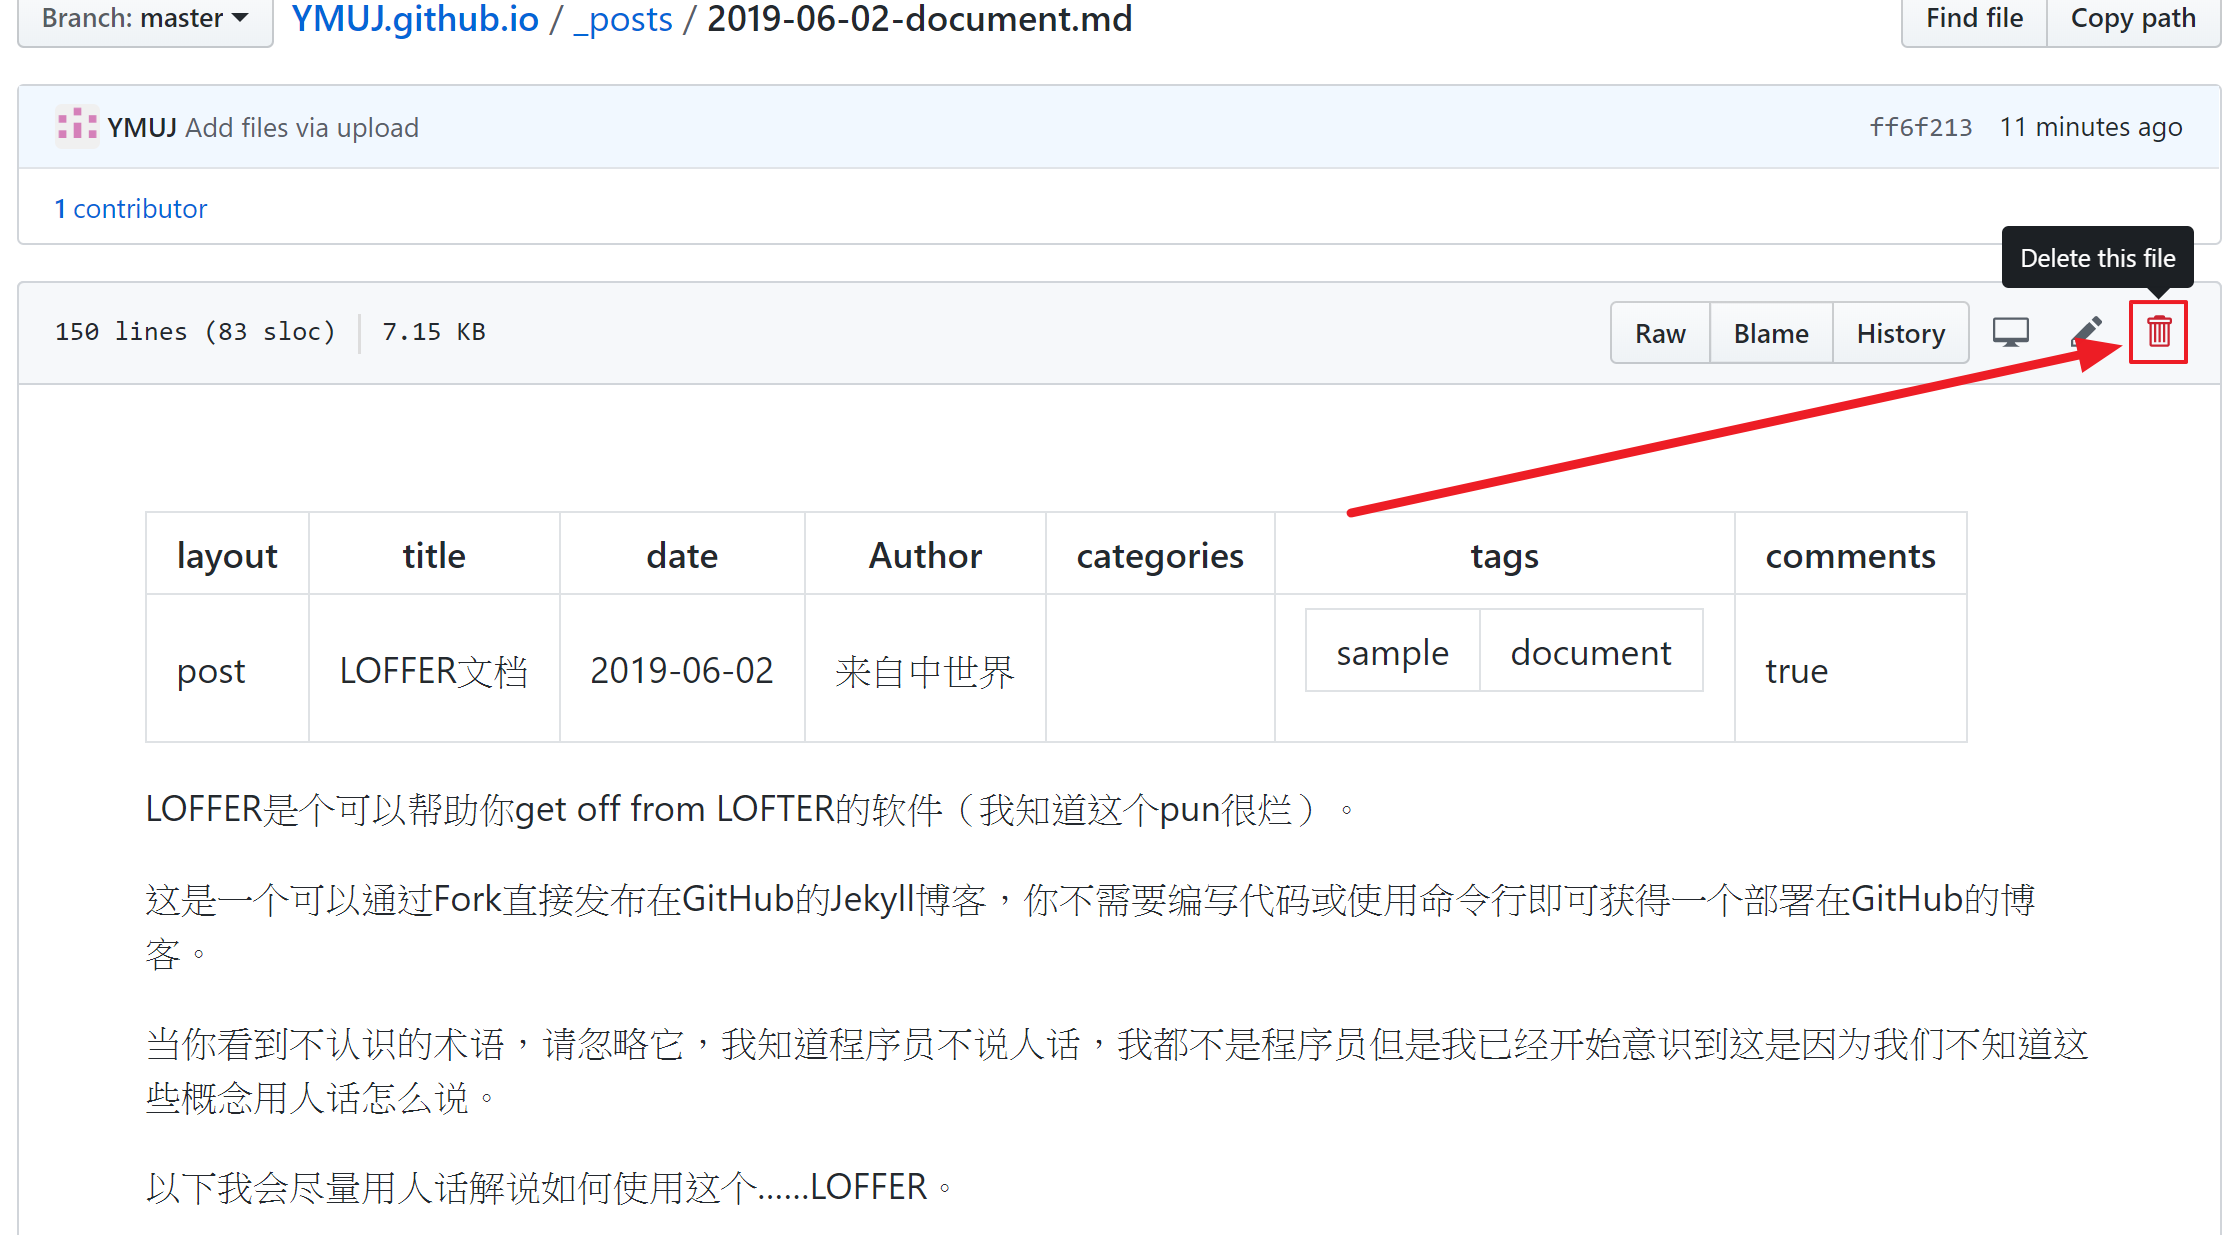 Branch: master
YMUJ.github.io / _posts / 2019-06-02-document.md
Find file
Copy path
YMUJ Add files via upload
ff6f213 11 minutes ago
1 contributor
Delete this file
150 lines (83 sloc) 7.15 KB
Raw Blame History
layout title date Author categories tags comments
post LOFFER文档 2019-06-02 来自中世界 sample document true
LOFFER是个可以帮助你get off from LOFTER的软件（我知道这个pun很烂）。
这是一个可以通过Fork直接发布在GitHub的Jekyll博客，你不需要编写代码或使用命令行即可获得一个部署在GitHub的博
客。
当你看到不认识的术语，请忽略它，我知道程序员不说人话，我都不是程序员但是我已经开始意识到这是因为我们不知道这
些概念用人话怎么说。
以下我会尽量用人话解说如何使用这个……LOFFER。